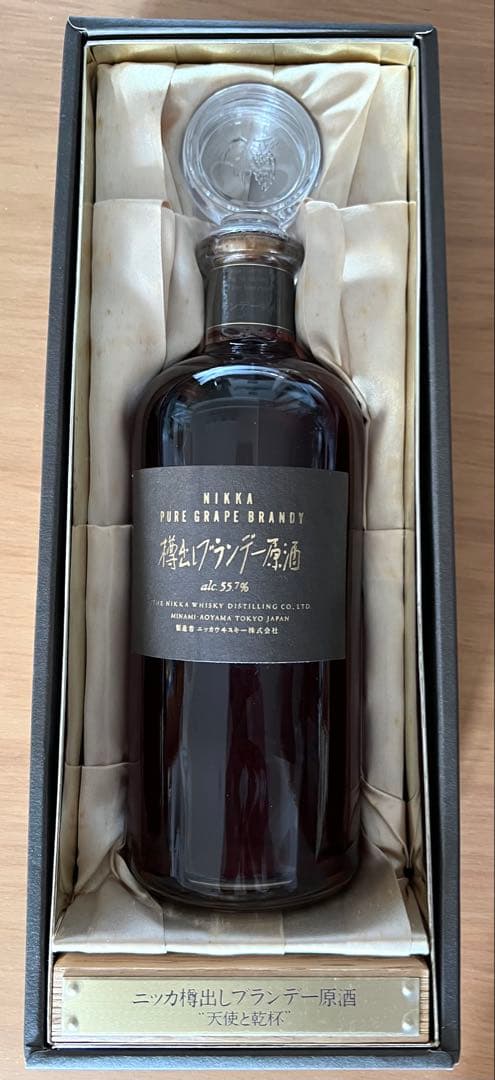 NIKKA
PURE GRAPE BRANDY
樽出しブランデー原酒
alc. 55.7%
THE NIKKA WHISKY DISTILLING CO., LTD.
MINAMI-AOYAMA TOKYO JAPAN
製造者 ニッカウヰスキー株式会社
ニッカ樽出しブランデー原酒
"天使と乾杯"